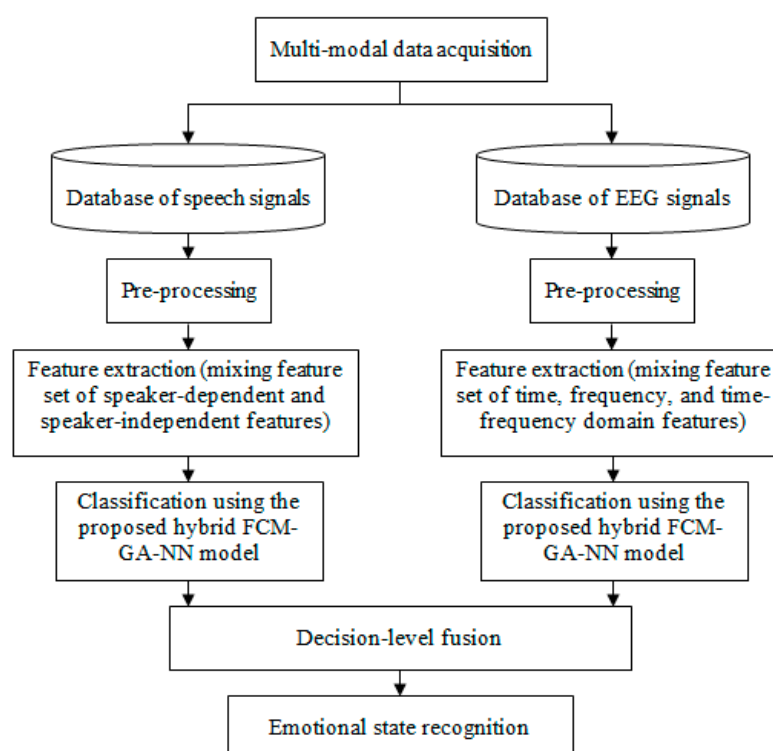 Multi-modal data acquisition
Database of speech signals
Database of EEG signals
Pre-processing
Pre-processing
Feature extraction (mixing feature
set of speaker-dependent and
speaker-independent features)
Feature extraction (mixing feature
set of time, frequency, and time-
frequency domain features)
Classification using the
proposed hybrid FCM-
GA-NN model
Classification using the
proposed hybrid FCM-
GA-NN model
Decision-level fusion
Emotional state recognition